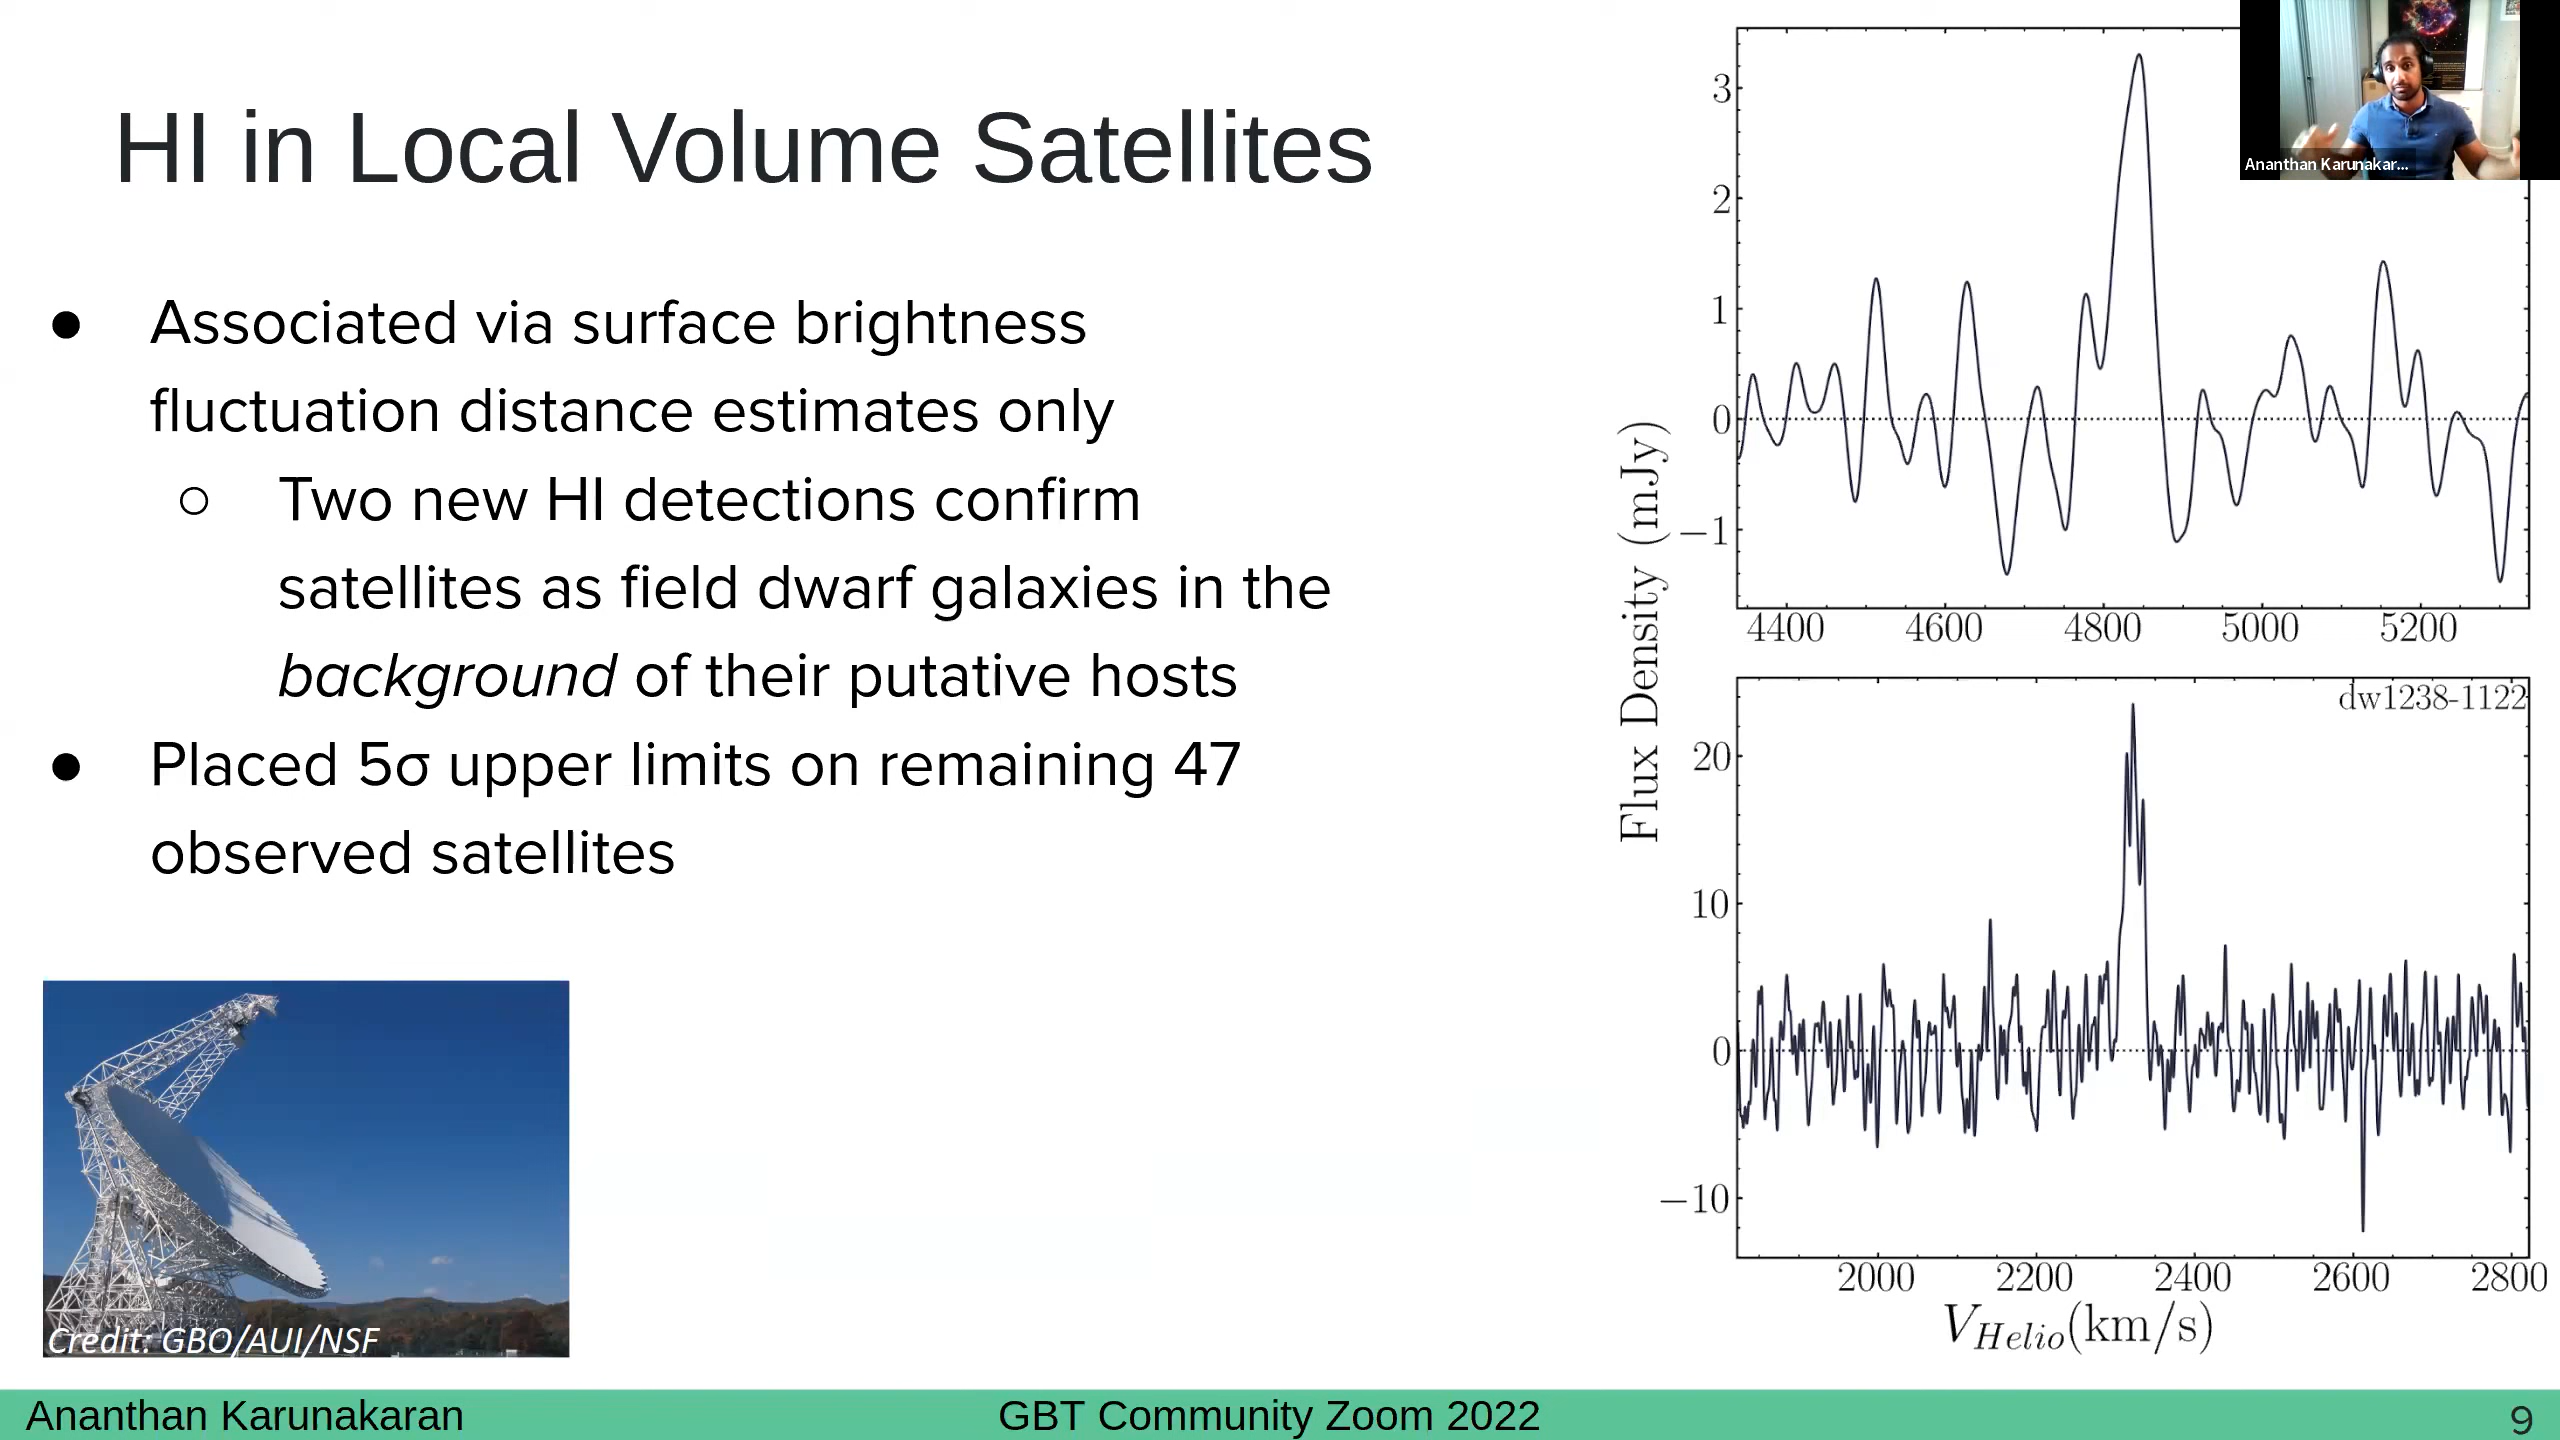 HI in Local Volume Satellites
● Associated via surface brightness
fluctuation distance estimates only
○ Two new HI detections confirm
satellites as field dwarf galaxies in the
background of their putative hosts
● Placed 5σ upper limits on remaining 47
observed satellites
Credit: GBO/AUI/NSF
Flux Density (mJy)
3
2
1
0
−1
4400 4600 4800 5000 5200
dw1238-1122
20
10
0
−10
2000 2200 2400 2600 2800
V_Helio(km/s)
Ananthan Karunakar...
Ananthan Karunakaran GBT Community Zoom 2022 9